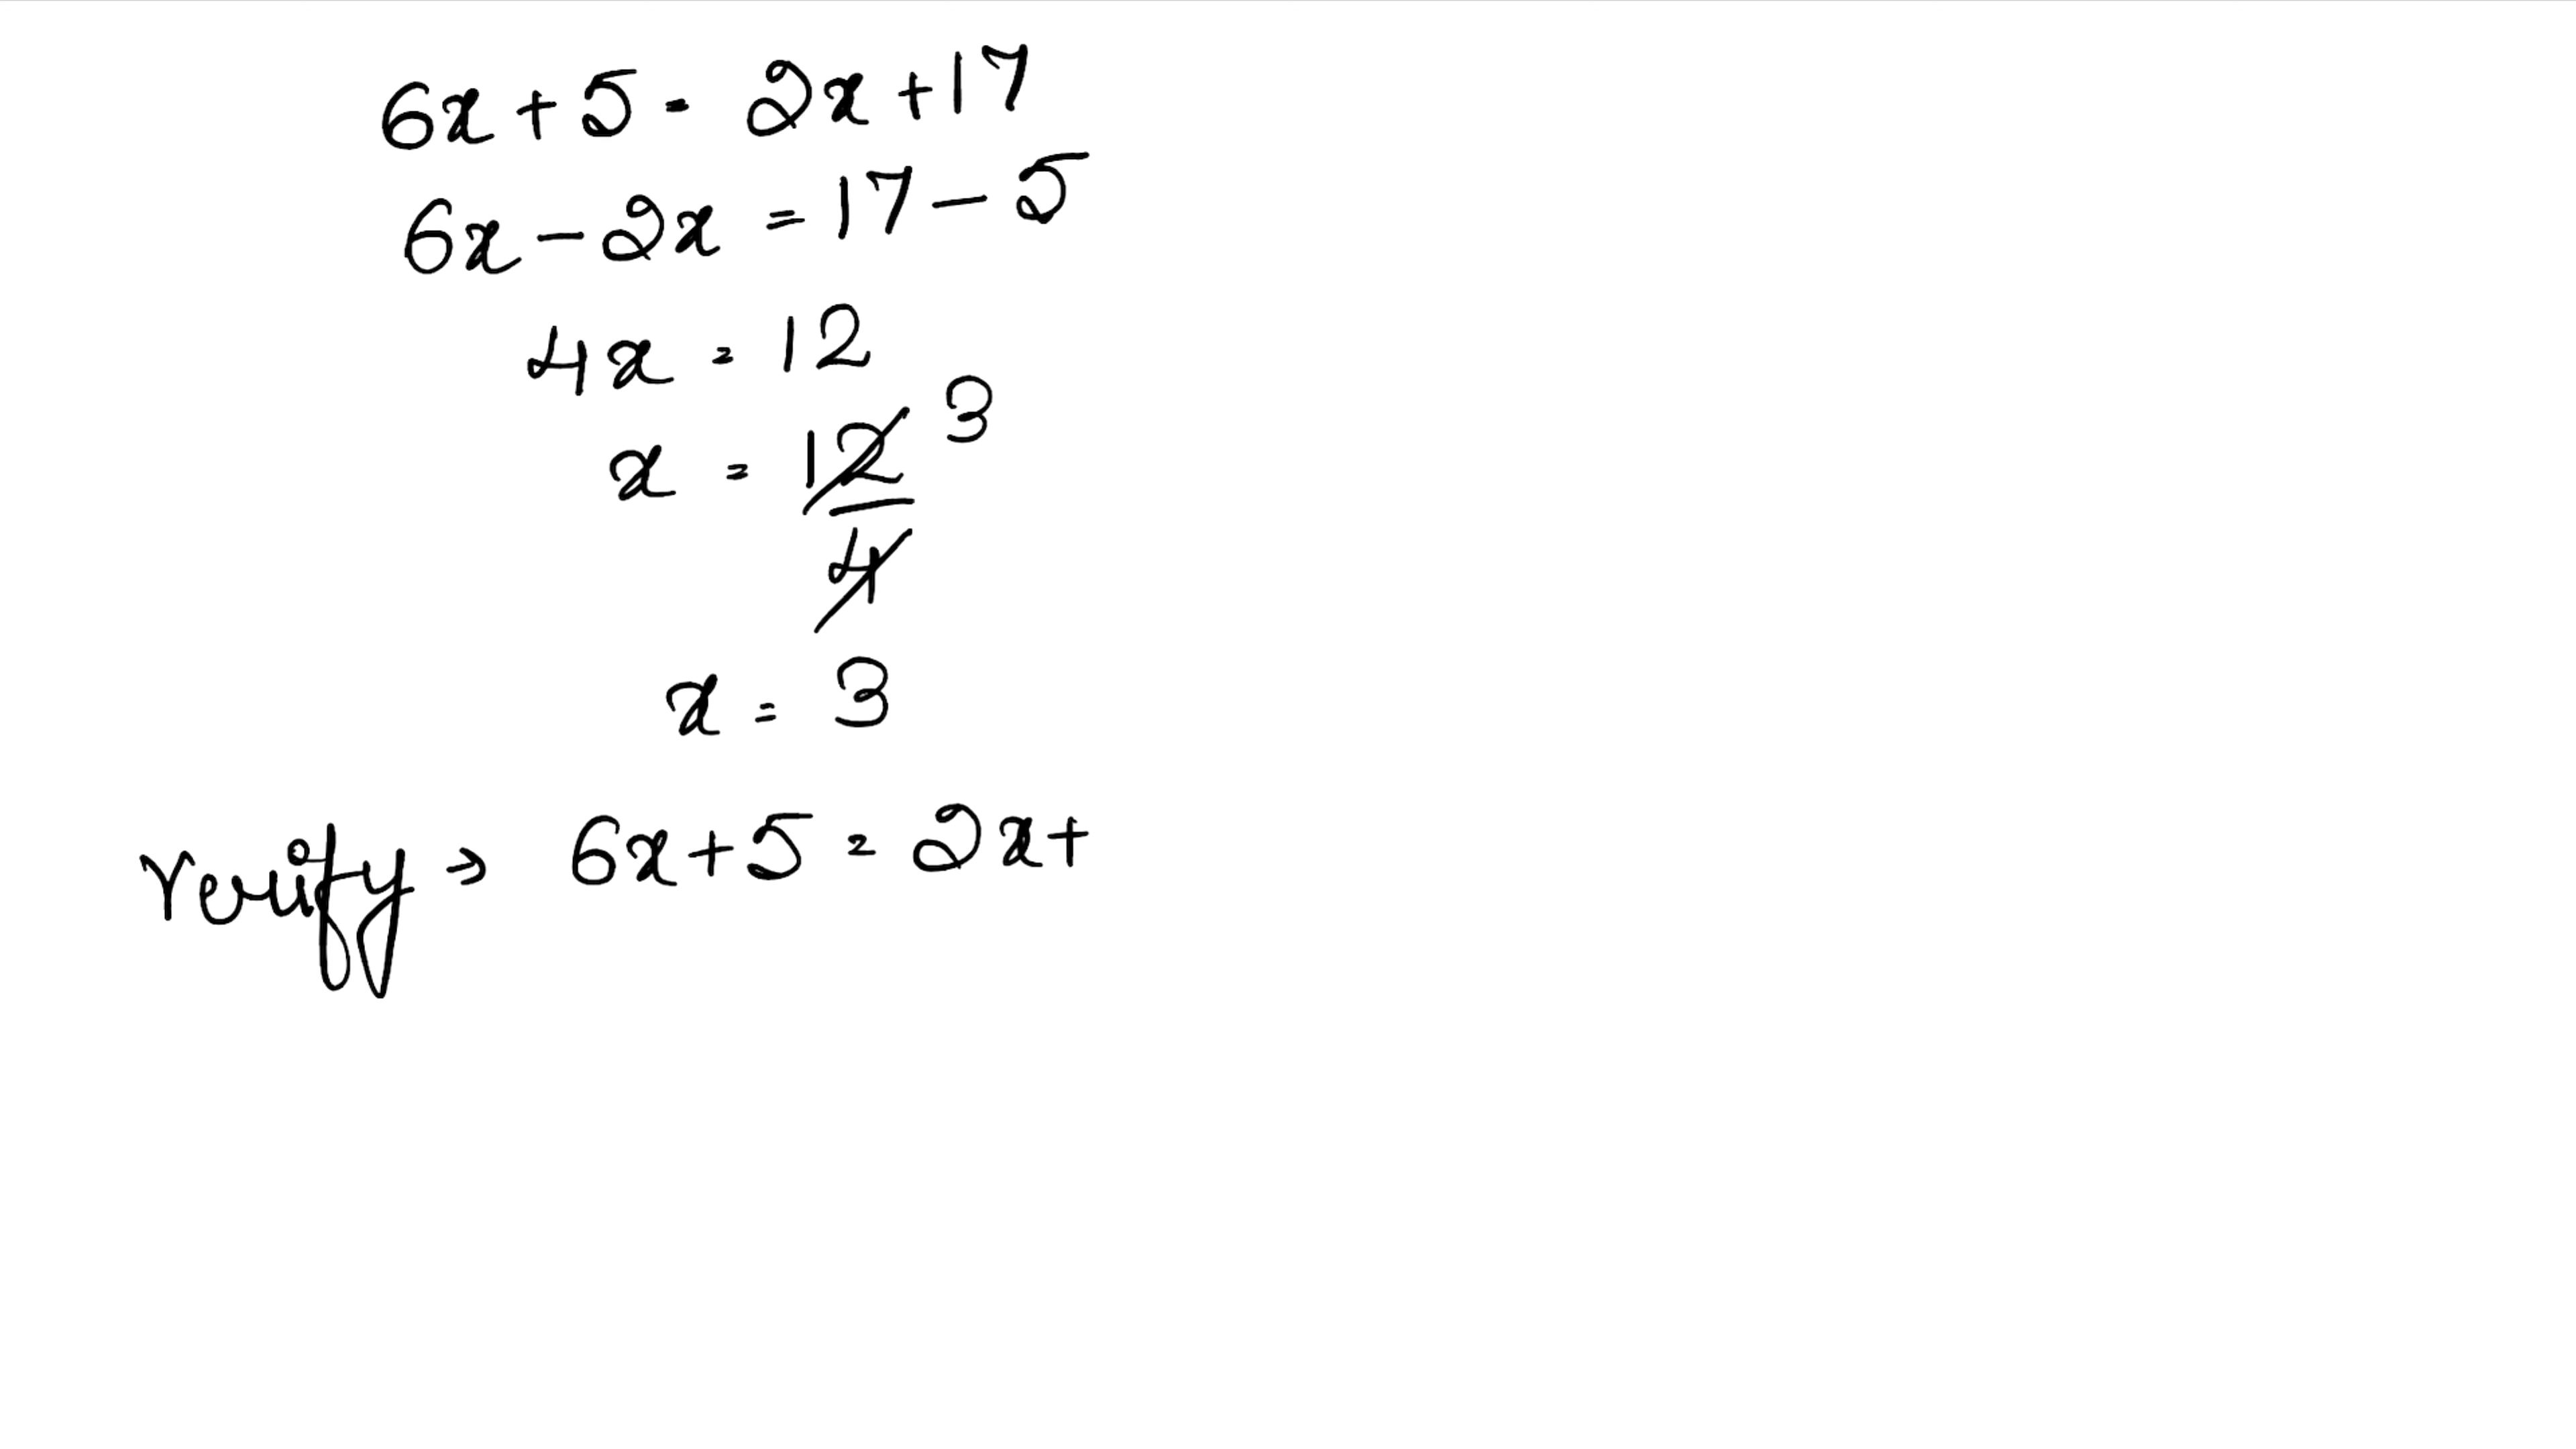 6x + 5 = 2x + 17
6x - 2x = 17 - 5
4x = 12
x = 12/4 3
x = 3
Verify → 6x + 5 = 2x +